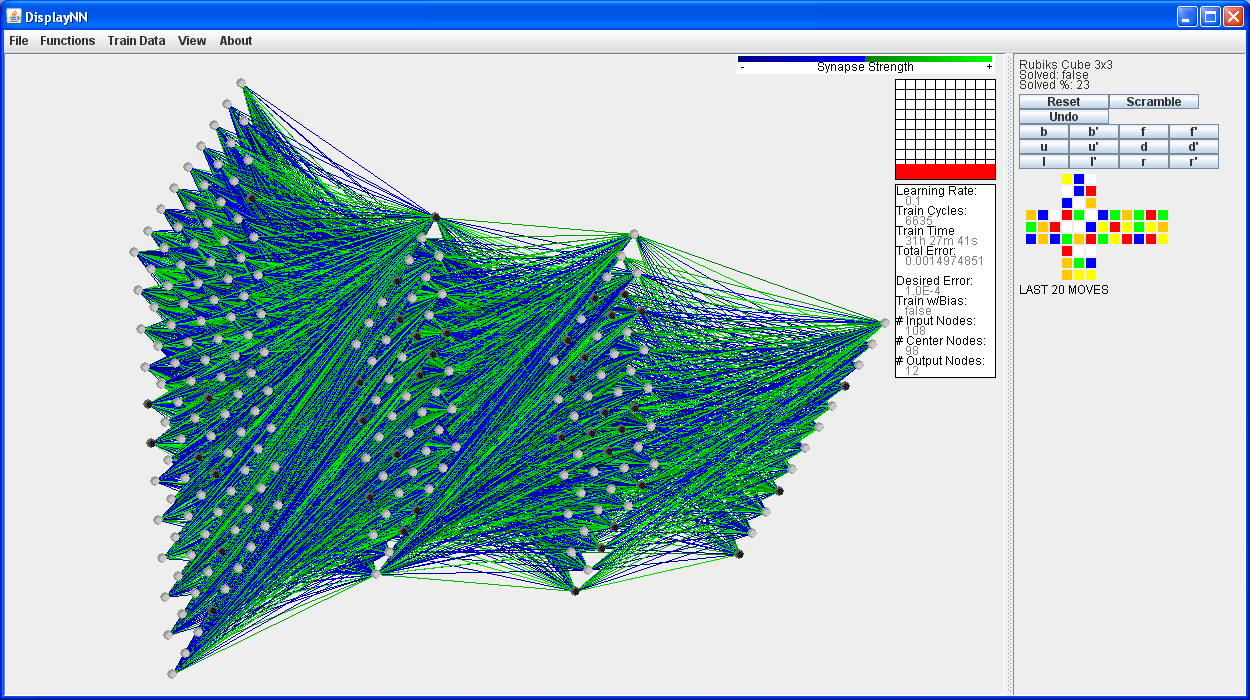 DisplayNN
File Functions Train Data View About
- Synapse Strength +
Learning Rate:
0.1
Train Cycles:
6635
Train Time
31h 27m 41s
Total Error:
0.0014974851
Desired Error:
1.0E-4
Train w/Bias:
false
# Input Nodes:
108
# Center Nodes:
98
# Output Nodes:
12
Rubiks Cube 3x3
Solved: false
Solved %: 23
Reset Scramble
Undo
b b' f f'
u u' d d'
l l' r r'
LAST 20 MOVES